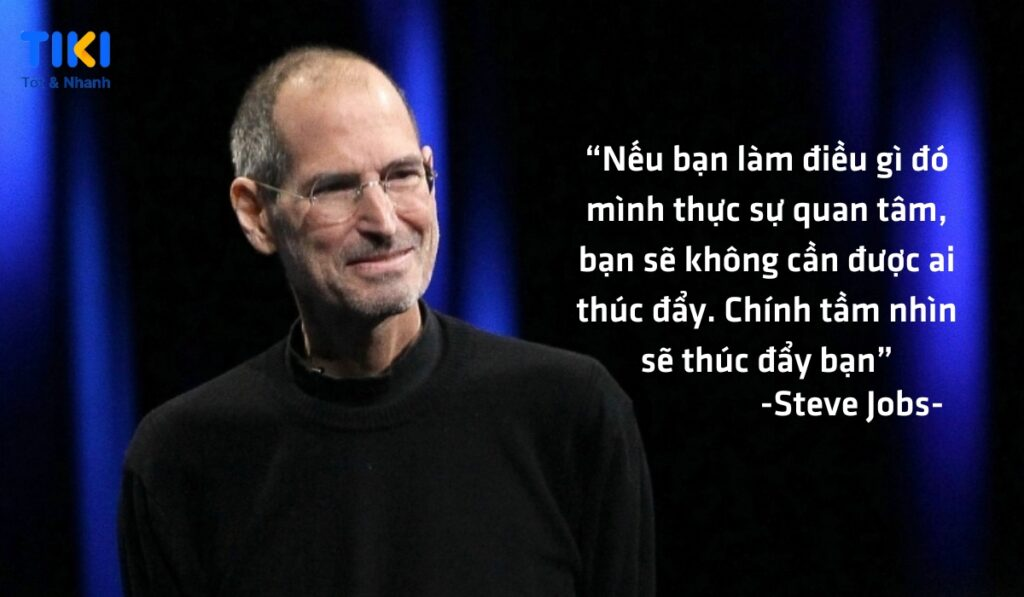 TIKI
Tốt & Nhanh
“Nếu bạn làm điều gì đó
mình thực sự quan tâm,
bạn sẽ không cần được ai
thúc đẩy. Chính tầm nhìn
sẽ thúc đẩy bạn”
-Steve Jobs-